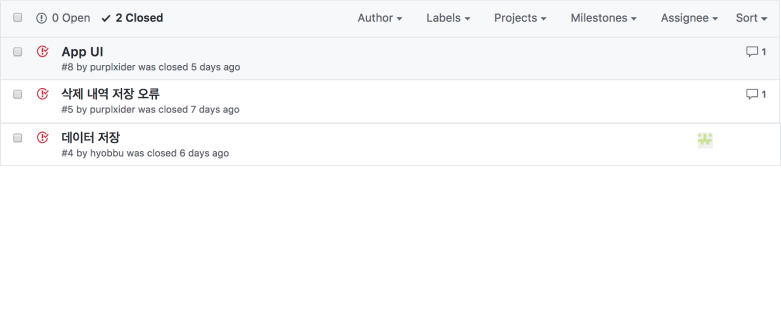 0 Open 2 Closed Author Labels Projects Milestones Assignee Sort
App UI 1
#8 by purplxider was closed 5 days ago
삭제 내역 저장 오류 1
#5 by purplxider was closed 7 days ago
데이터 저장
#4 by hyobbu was closed 6 days ago